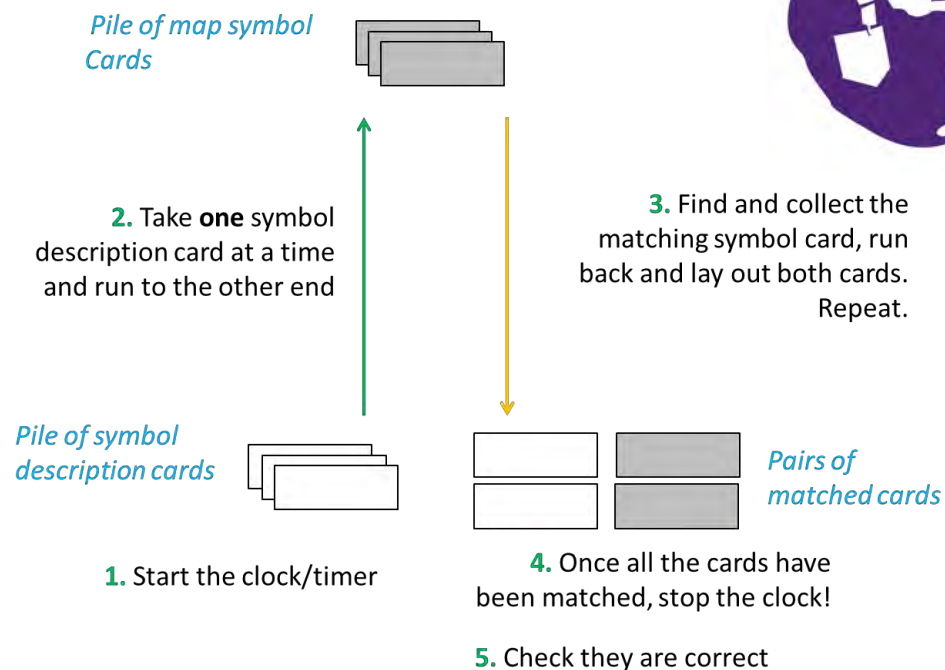 Pile of map symbol
Cards
2. Take one symbol
description card at a time
and run to the other end
3. Find and collect the
matching symbol card, run
back and lay out both cards.
Repeat.
Pile of symbol
description cards
Pairs of
matched cards
1. Start the clock/timer
4. Once all the cards have
been matched, stop the clock!
5. Check they are correct